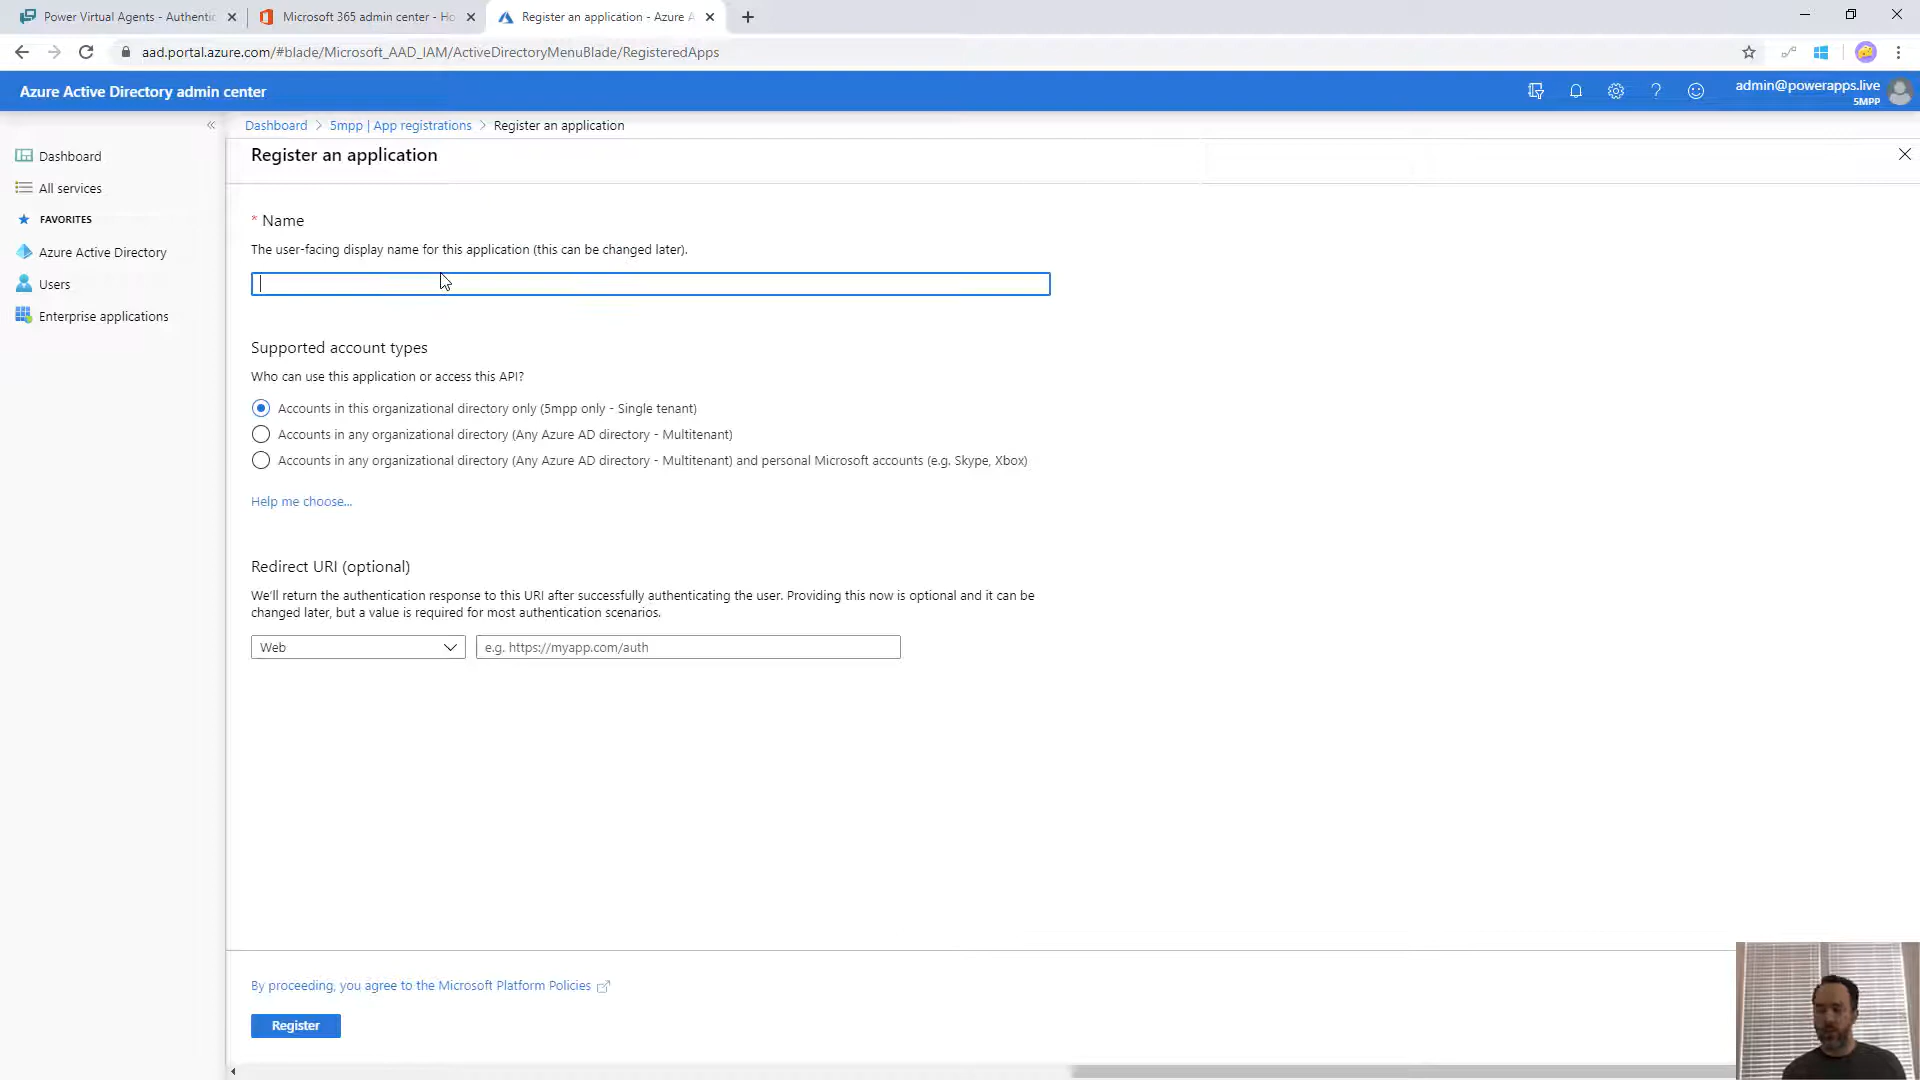 Power Virtual Agents - Authentic
Microsoft 365 admin center - Ho
Register an application - Azure A
aad.portal.azure.com/#blade/Microsoft_AAD_IAM/ActiveDirectoryMenuBlade/RegisteredApps
Azure Active Directory admin center
admin@powerapps.live
5MPP
Dashboard > 5mpp | App registrations > Register an application
Dashboard
All services
FAVORITES
Azure Active Directory
Users
Enterprise applications
Register an application
* Name
The user-facing display name for this application (this can be changed later).
Supported account types
Who can use this application or access this API?
Accounts in this organizational directory only (5mpp only - Single tenant)
Accounts in any organizational directory (Any Azure AD directory - Multitenant)
Accounts in any organizational directory (Any Azure AD directory - Multitenant) and personal Microsoft accounts (e.g. Skype, Xbox)
Help me choose...
Redirect URI (optional)
We'll return the authentication response to this URI after successfully authenticating the user. Providing this now is optional and it can be
changed later, but a value is required for most authentication scenarios.
Web
e.g. https://myapp.com/auth
By proceeding, you agree to the Microsoft Platform Policies
Register